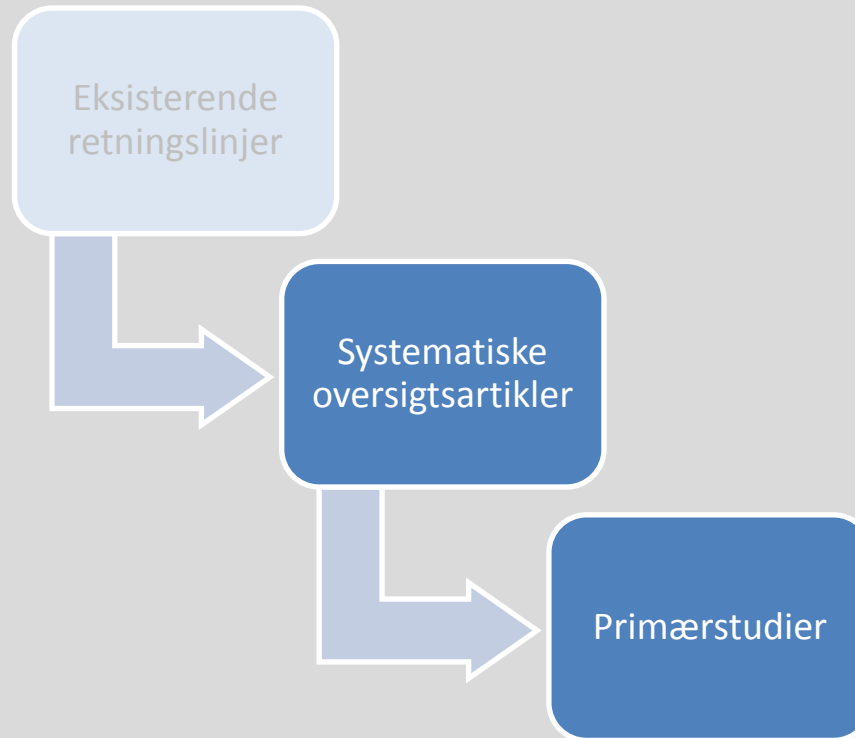 Eksisterende
retningslinjer
Systematiske
oversigtsartikler
Primærstudier